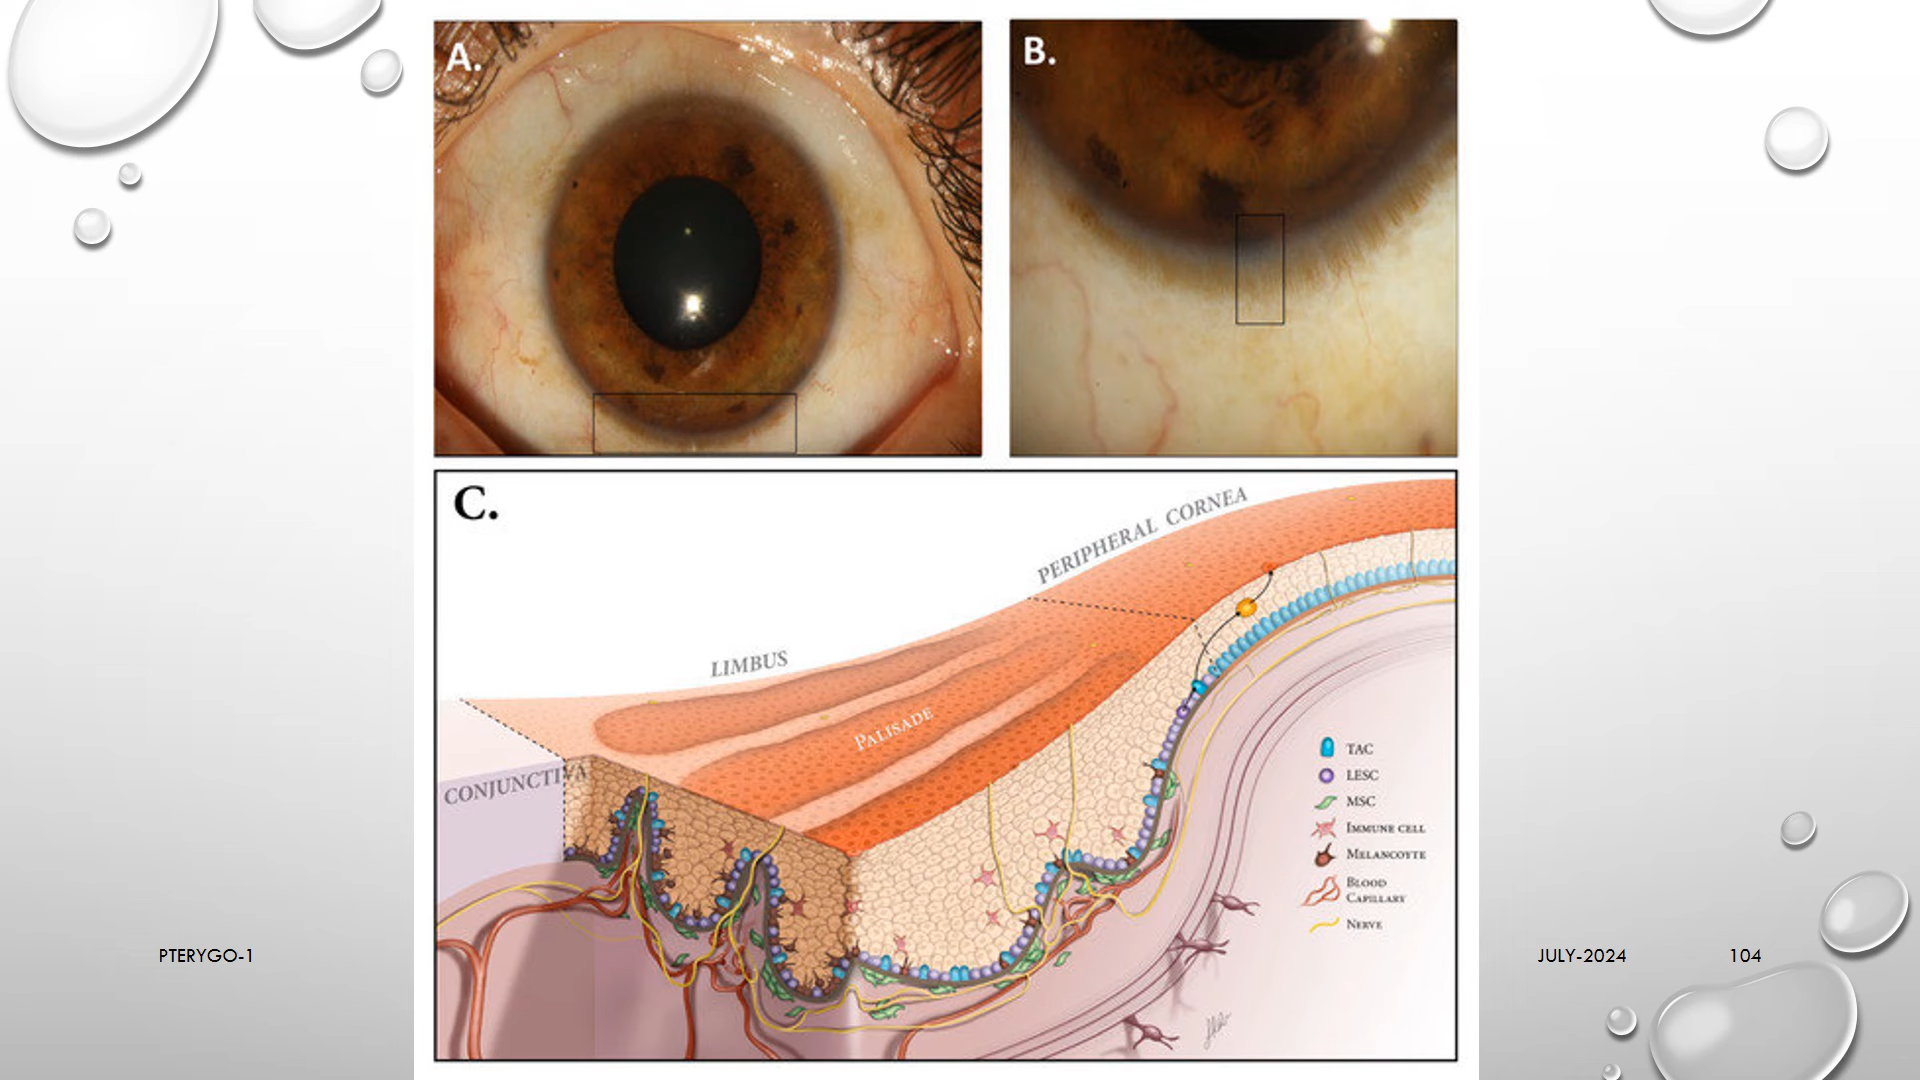 A.
B.
C.
PERIPHERAL CORNEA
LIMBUS
PALISADE
CONJUNCTIVA
TAC
LESC
MSC
IMMUNE CELL
MELANCOYTE
BLOOD
CAPILLARY
NERVE
PTERYGO-1
JULY-2024
104